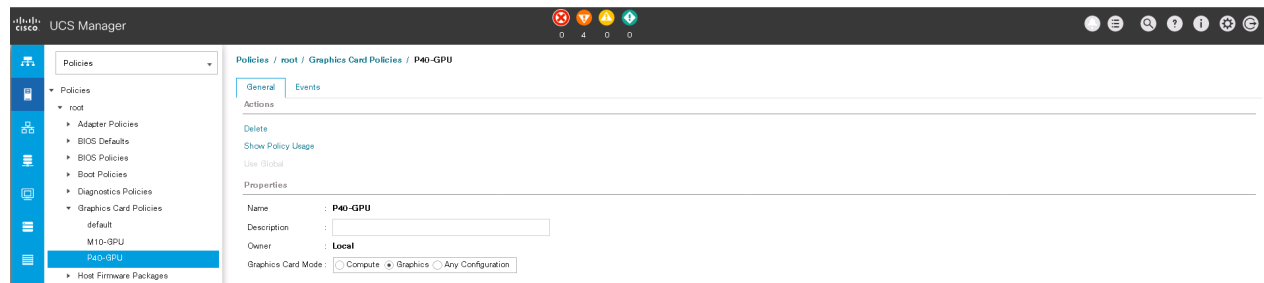 cisco UCS Manager
0 4 0 0
Policies
Policies
root
Adapter Policies
BIOS Defaults
BIOS Policies
Boot Policies
Diagnostics Policies
Graphics Card Policies
default
M10-GPU
P40-GPU
Host Firmware Packages
Policies / root / Graphics Card Policies / P40-GPU
General Events
Actions
Delete
Show Policy Usage
Use Global
Properties
Name : P40-GPU
Description :
Owner : Local
Graphics Card Mode : Compute Graphics Any Configuration